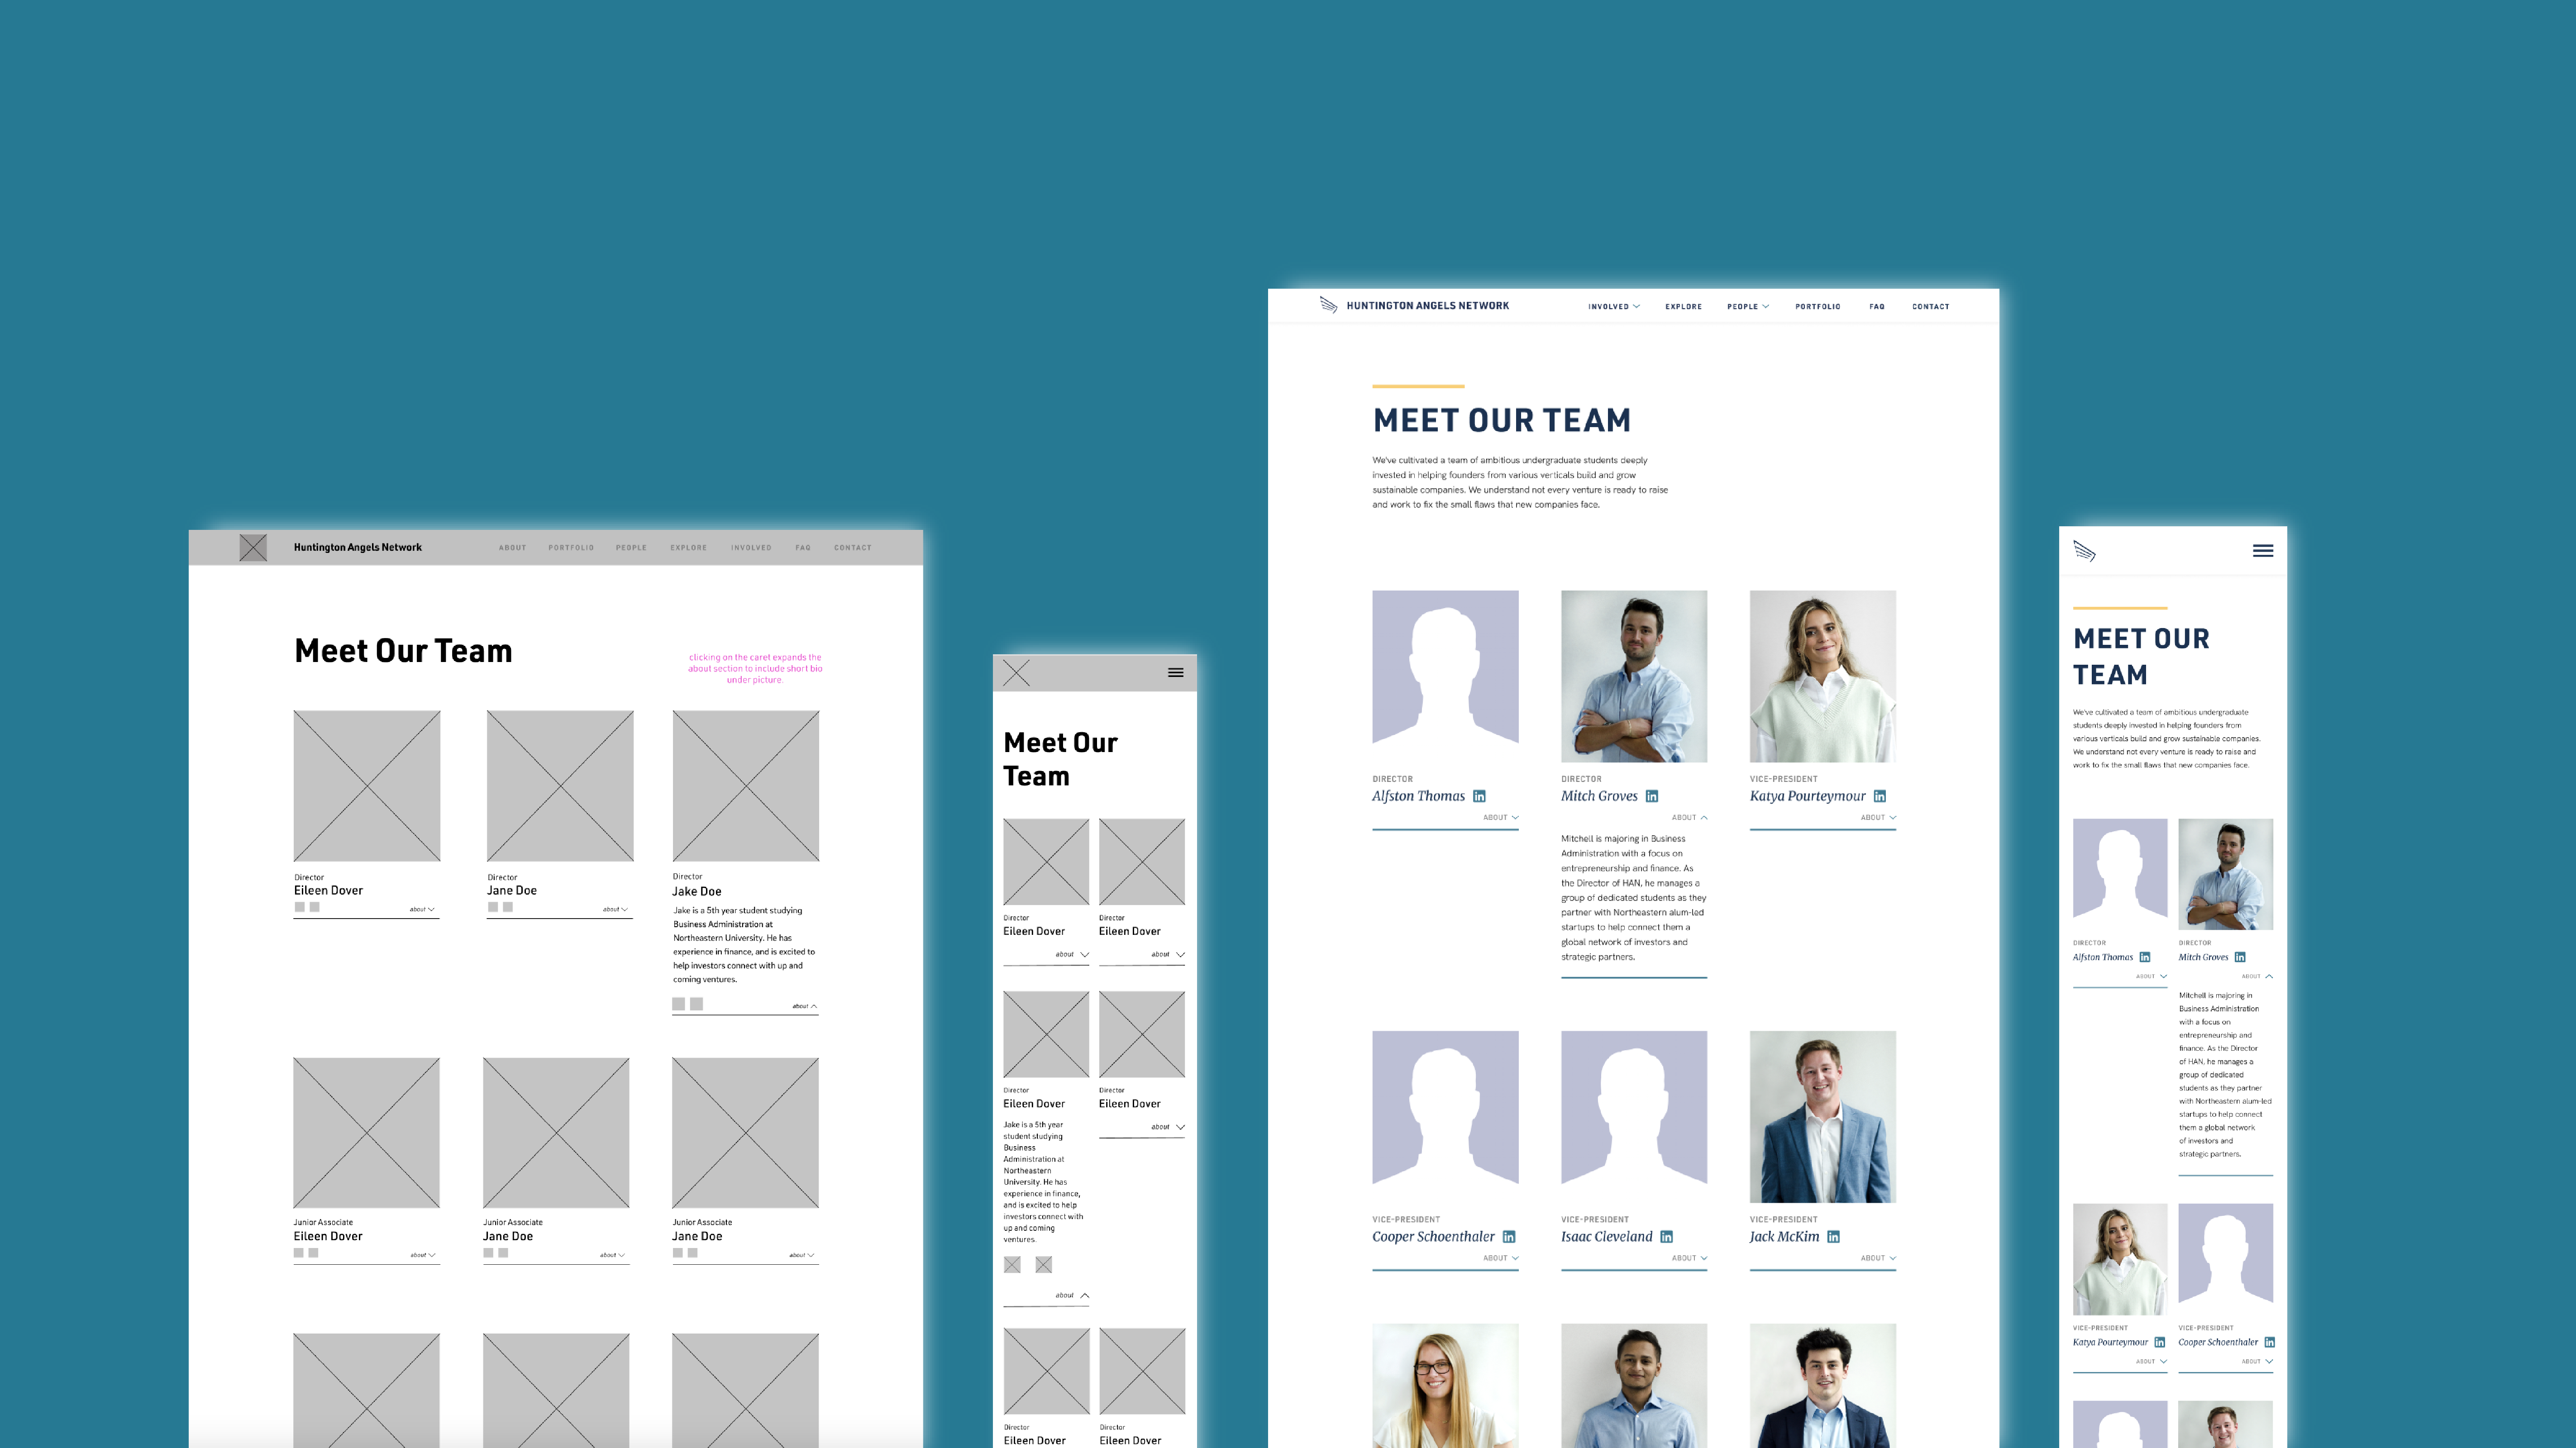 Huntington Angels Network
ABOUT PORTFOLIO PEOPLE EXPLORE INVOLVED FAQ CONTACT
Meet Our Team
clicking on the caret expands the
about section to include short bio
under picture.
Director
Eileen Dover
about
Director
Jane Doe
about
Director
Jake Doe
Jake is a 5th year student studying
Business Administration at
Northeastern University. He has
experience in finance, and is excited to
help investors connect with up and
coming ventures.
about
Junior Associate
Eileen Dover
about
Junior Associate
Jane Doe
about
Junior Associate
Jane Doe
about
Meet Our
Team
Director
Eileen Dover
about
Director
Eileen Dover
about
Director
Eileen Dover
Jake is a 5th year
student studying
Business
Administration at
Northeastern
University. He has
experience in finance,
and is excited to help
investors connect with
up and coming
ventures.
about
Director
Eileen Dover
about
Director
Eileen Dover
Director
Eileen Dover
HUNTINGTON ANGELS NETWORK
INVOLVED EXPLORE PEOPLE PORTFOLIO FAQ CONTACT
MEET OUR TEAM
We've cultivated a team of ambitious undergraduate students deeply
invested in helping founders from various verticals build and grow
sustainable companies. We understand not every venture is ready to raise
and work to fix the small flaws that new companies face.
DIRECTOR
Alfston Thomas in
ABOUT
DIRECTOR
Mitch Groves in
ABOUT
Mitchell is majoring in Business
Administration with a focus on
entrepreneurship and finance. As
the Director of HAN, he manages a
group of dedicated students as they
partner with Northeastern alum-led
startups to help connect them a
global network of investors and
strategic partners.
VICE-PRESIDENT
Katya Pourteymour in
ABOUT
VICE-PRESIDENT
Cooper Schoenthaler in
ABOUT
VICE-PRESIDENT
Isaac Cleveland in
ABOUT
VICE-PRESIDENT
Jack McKim in
ABOUT
MEET OUR
TEAM
We've cultivated a team of ambitious undergraduate
students deeply invested in helping founders from
various verticals build and grow sustainable companies.
We understand not every venture is ready to raise and
work to fix the small flaws that new companies face.
DIRECTOR
Alfston Thomas in
ABOUT
DIRECTOR
Mitch Groves in
ABOUT
Mitchell is majoring in
Business Administration
with a focus on
entrepreneurship and
finance. As the Director
of HAN, he manages a
group of dedicated
students as they partner
with Northeastern alum-led
startups to help connect
them a global network
of investors and
strategic partners.
VICE-PRESIDENT
Katya Pourteymour in
ABOUT
VICE-PRESIDENT
Cooper Schoenthaler in
ABOUT